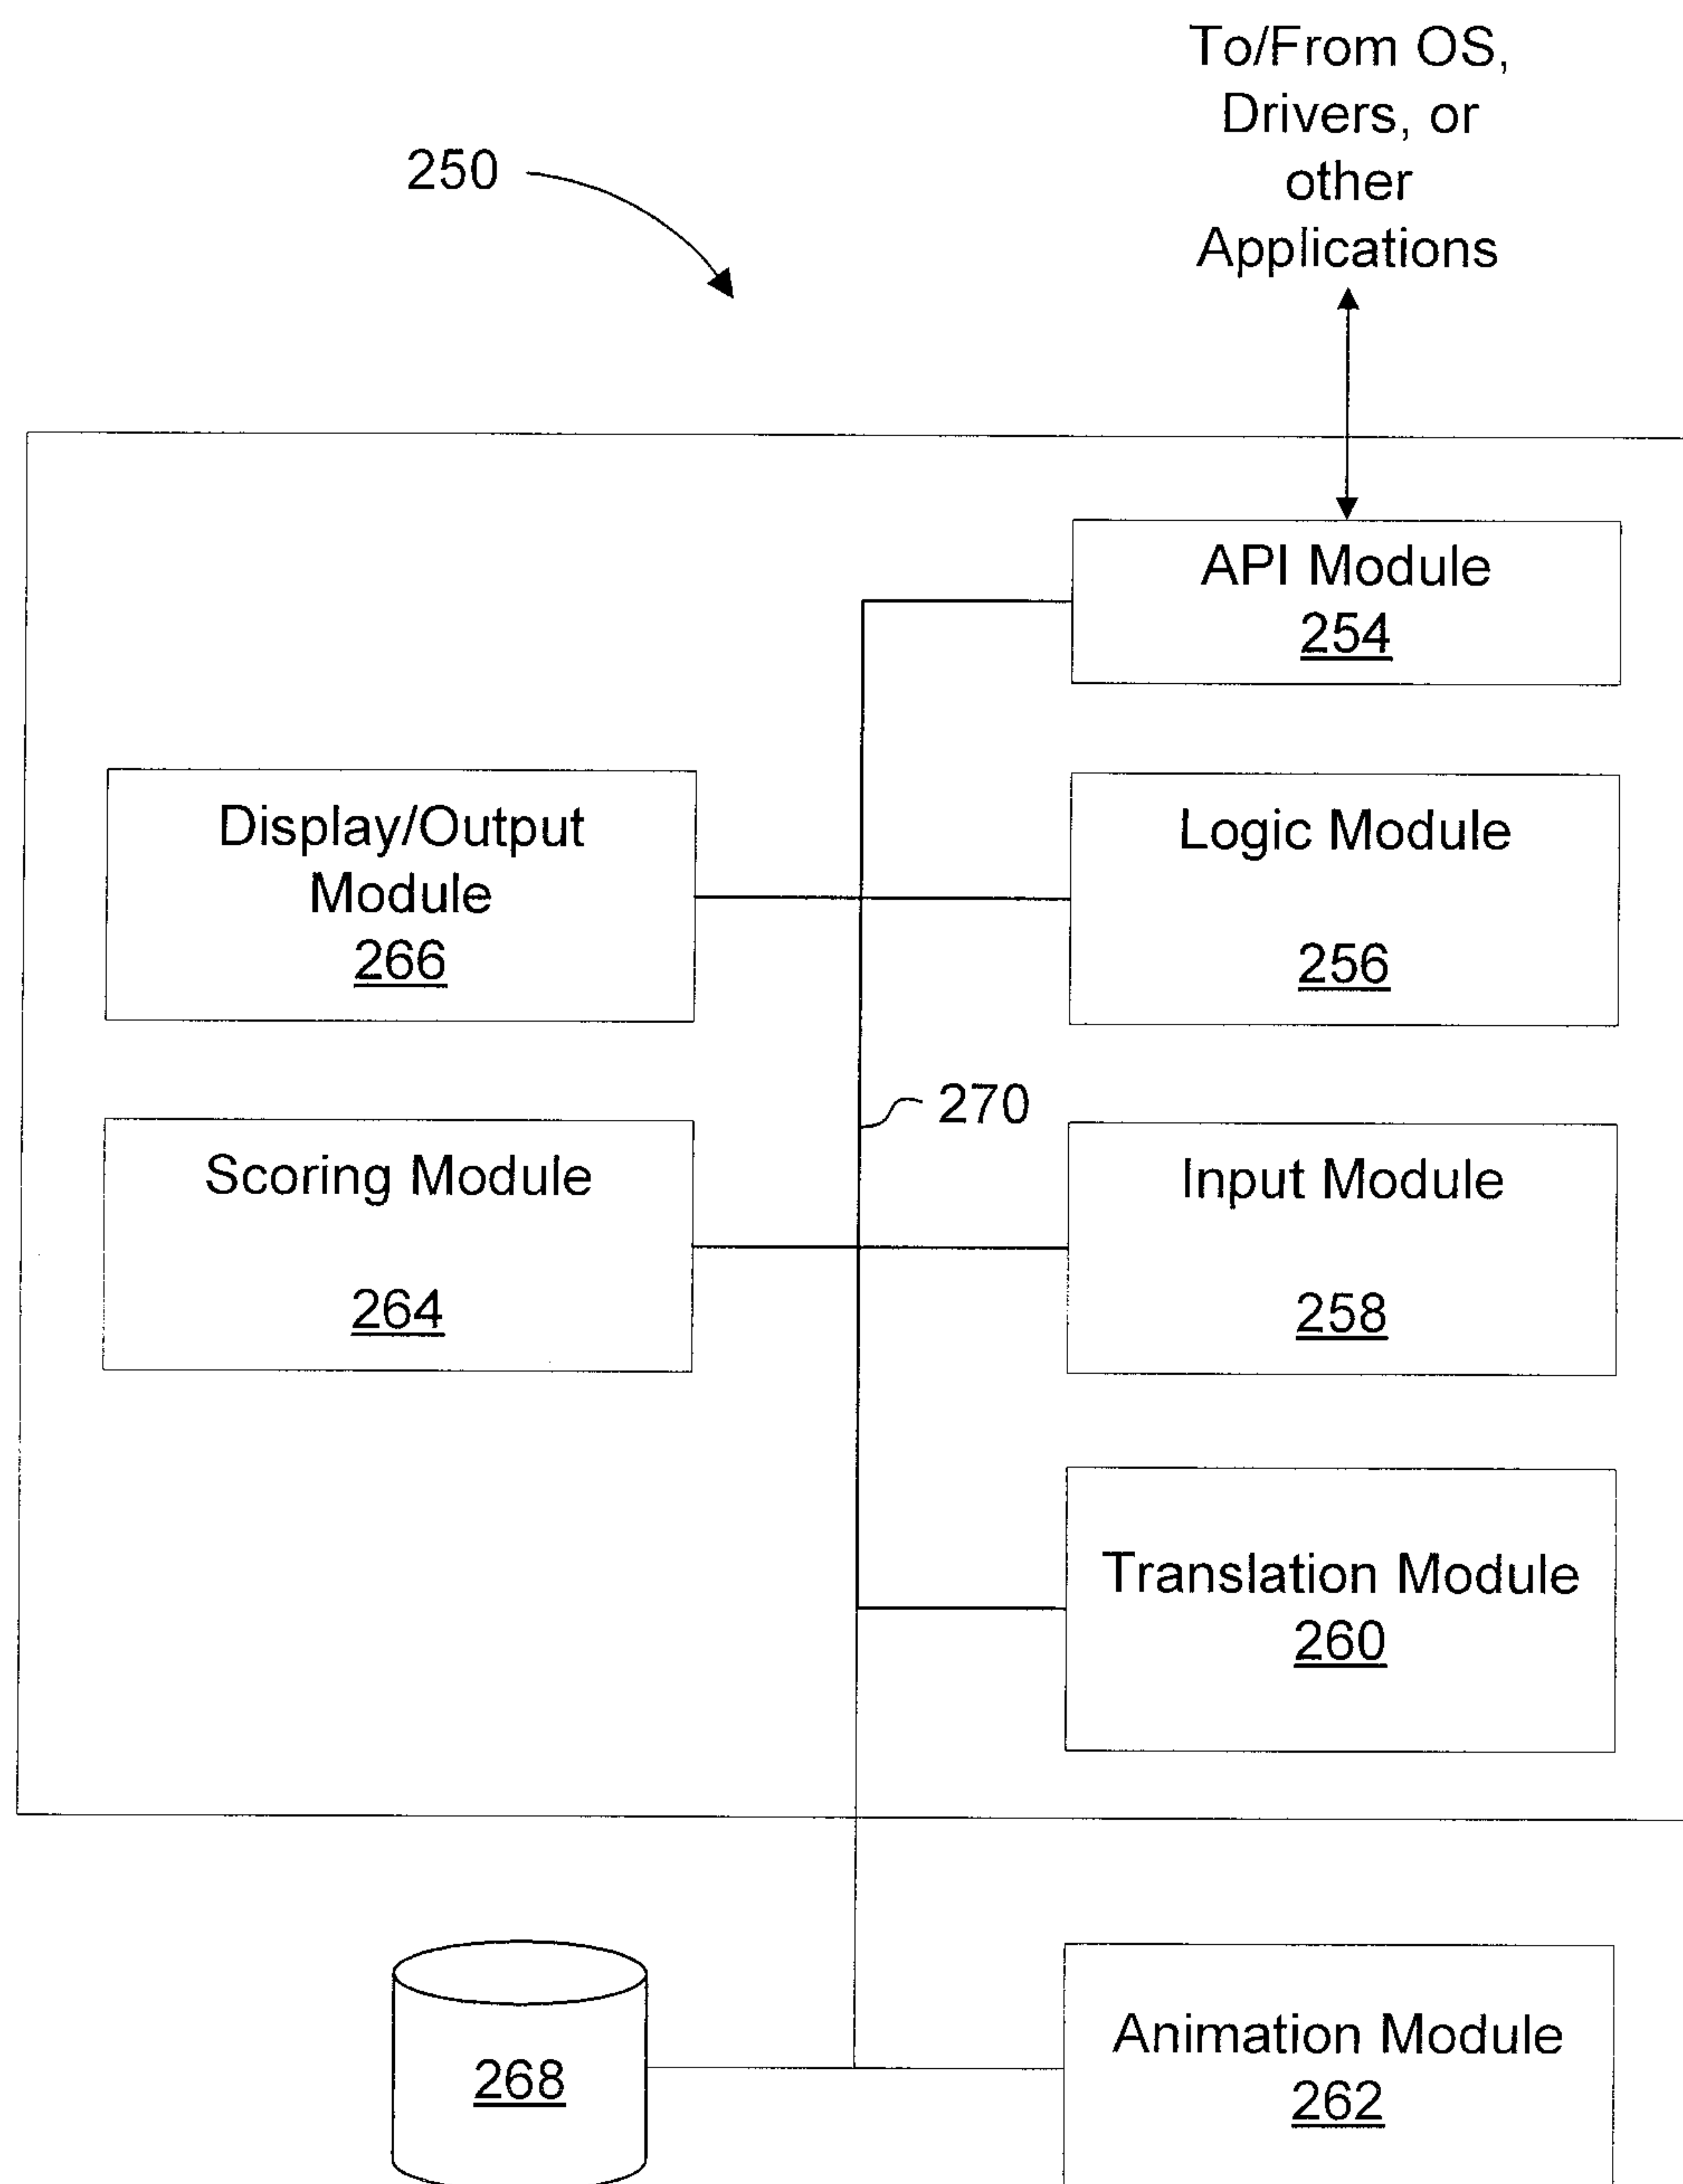 To/From OS,
Drivers, or
other
Applications
250
API Module
254
Display/Output
Module
266
Logic Module
256
270
Scoring Module
264
Input Module
258
Translation Module
260
268
Animation Module
262